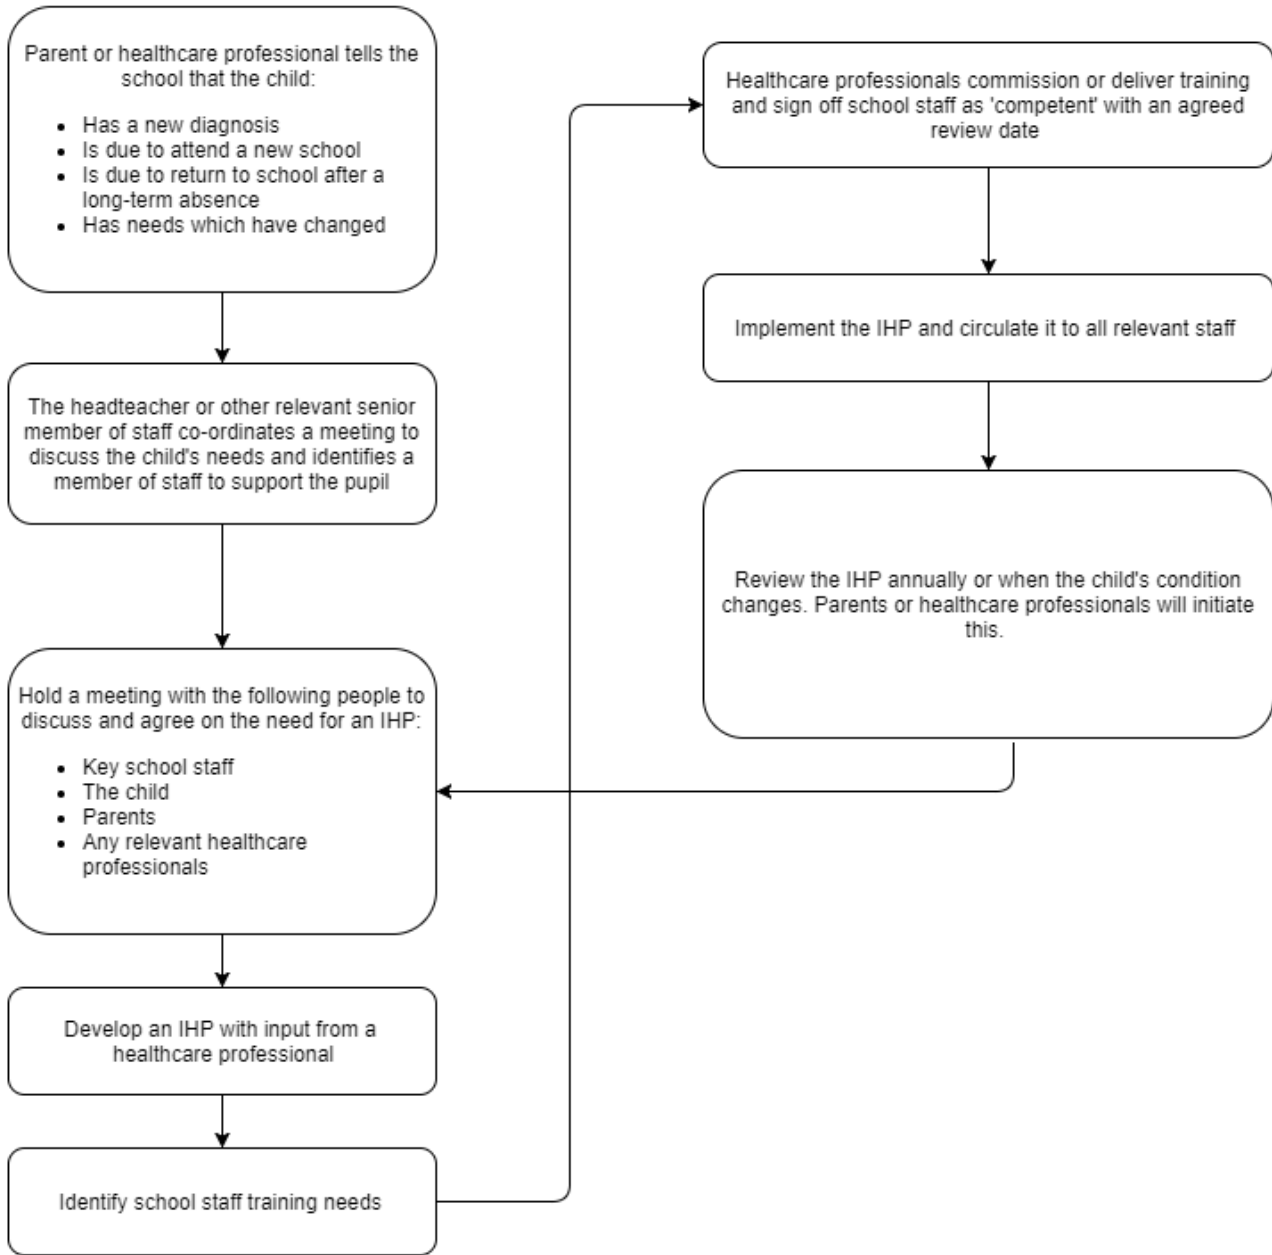 Parent or healthcare professional tells the
school that the child:
• Has a new diagnosis
• Is due to attend a new school
• Is due to return to school after a
long-term absence
• Has needs which have changed
The headteacher or other relevant senior
member of staff co-ordinates a meeting to
discuss the child's needs and identifies a
member of staff to support the pupil
Hold a meeting with the following people to
discuss and agree on the need for an IHP:
• Key school staff
• The child
• Parents
• Any relevant healthcare
professionals
Develop an IHP with input from a
healthcare professional
Identify school staff training needs
Healthcare professionals commission or deliver training
and sign off school staff as 'competent' with an agreed
review date
Implement the IHP and circulate it to all relevant staff
Review the IHP annually or when the child's condition
changes. Parents or healthcare professionals will initiate
this.